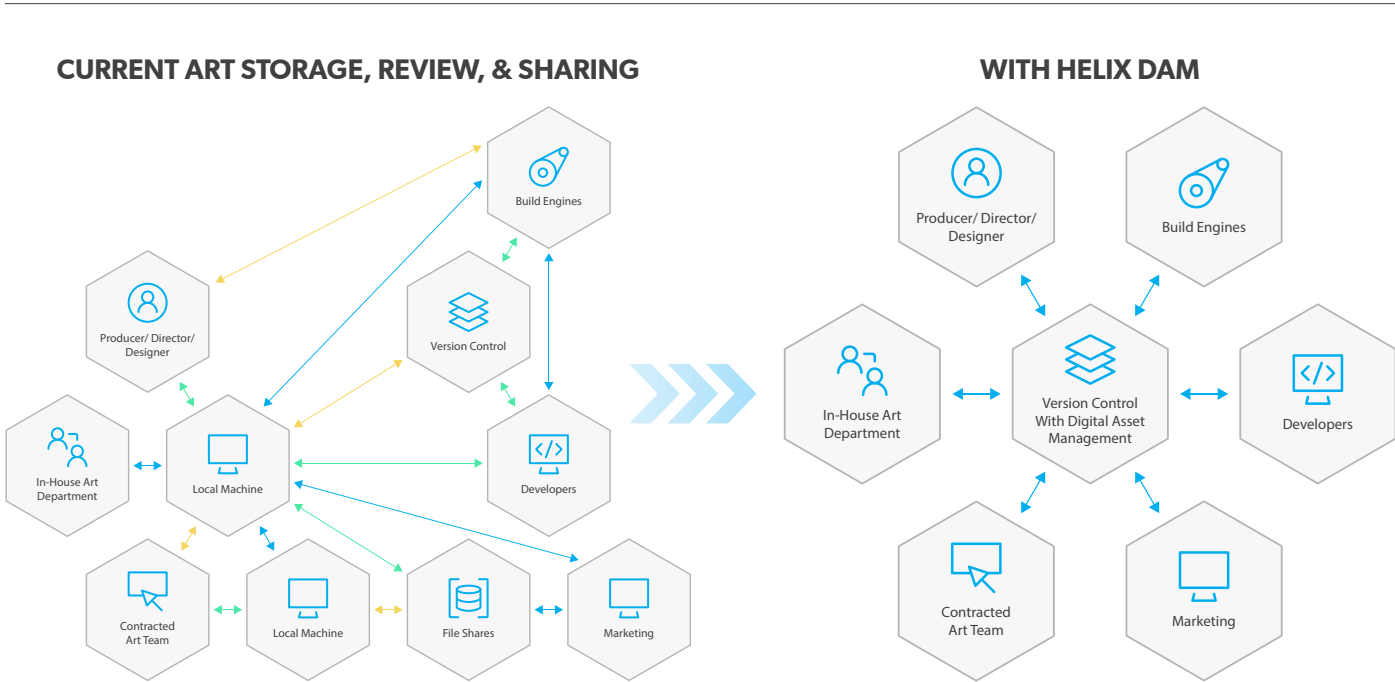 CURRENT ART STORAGE, REVIEW, & SHARING
Build Engines
Version Control
Producer/ Director/
Designer
In-House Art
Department
Local Machine
Developers
Contracted
Art Team
Local Machine
File Shares
Marketing
WITH HELIX DAM
Producer/ Director/
Designer
Build Engines
In-House Art
Department
Version Control
With Digital Asset
Management
Developers
Contracted
Art Team
Marketing